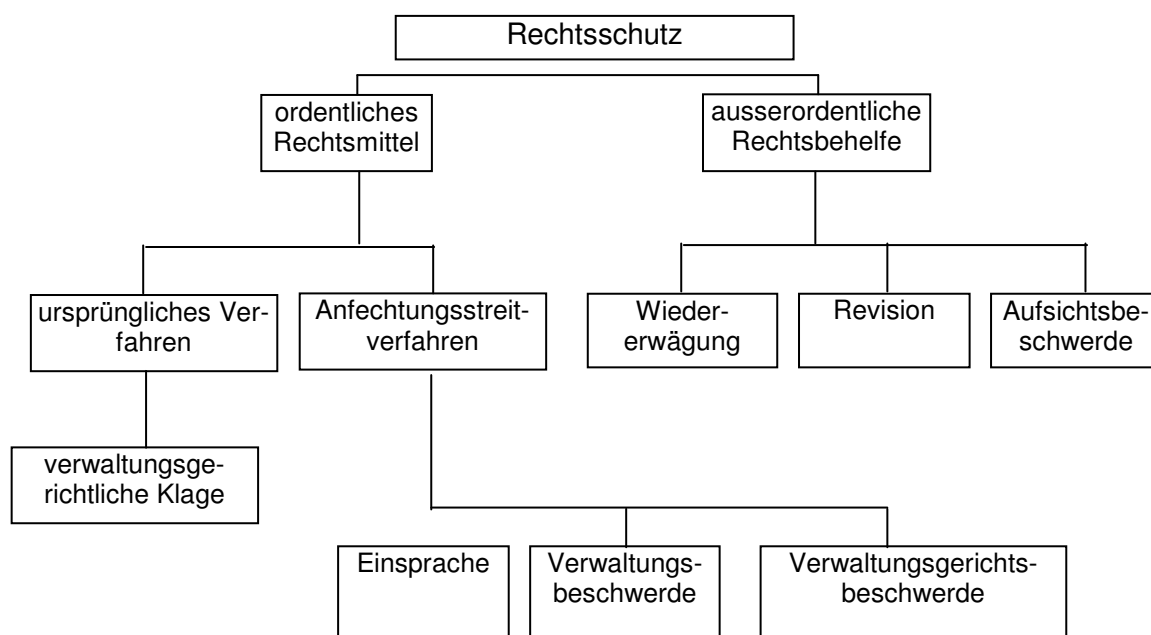 Rechtsschutz
ordentliches
Rechtsmittel
ausserordentliche
Rechtsbehelfe
ursprüngliches Ver-
fahren
Anfechtungsstreit-
verfahren
Wieder-
erwägung
Revision
Aufsichtsbe-
schwerde
verwaltungsge-
richtliche Klage
Einsprache
Verwaltungs-
beschwerde
Verwaltungsgerichts-
beschwerde